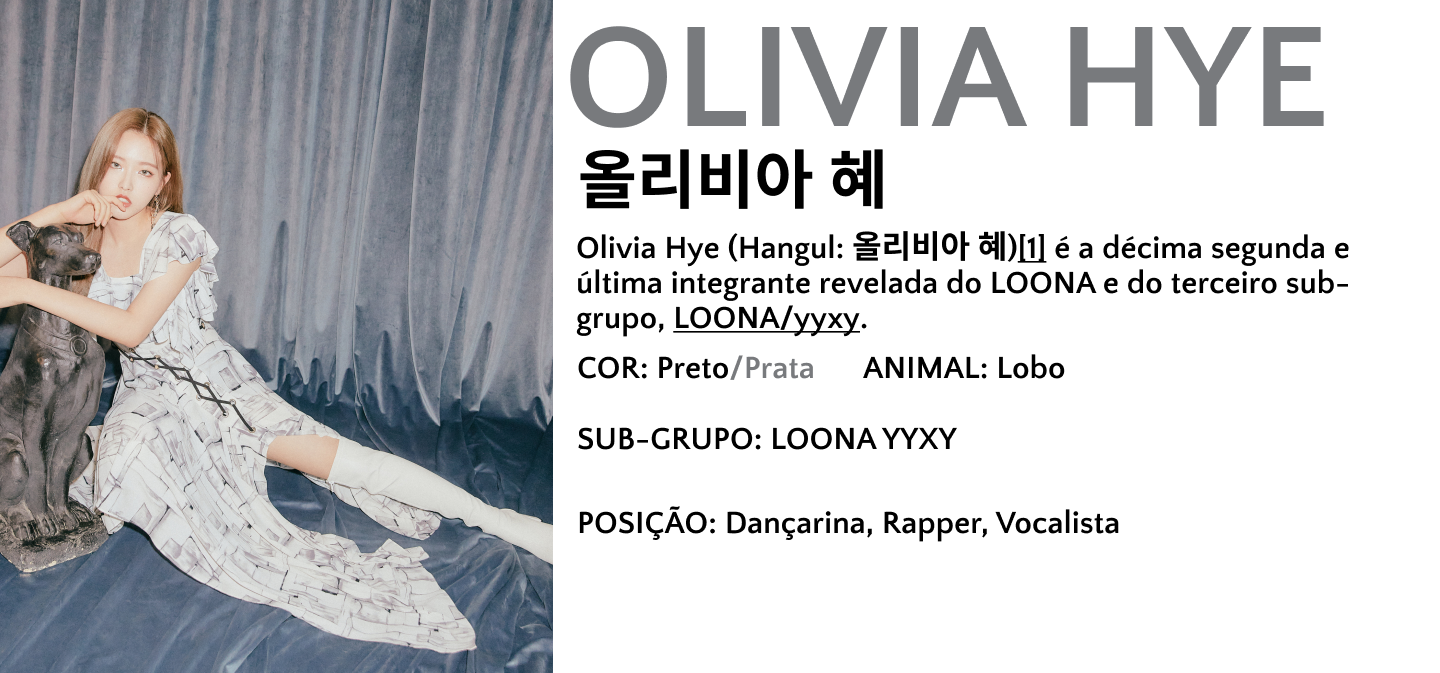 OLIVIA HYE
올리비아 혜
Olivia Hye (Hangul: 올리비아 혜)[1] é a décima segunda e
última integrante revelada do LOONA e do terceiro sub-
grupo, LOONA/yyxy.
COR: Preto/Prata ANIMAL: Lobo
SUB-GRUPO: LOONA YYXY
POSIÇÃO: Dançarina, Rapper, Vocalista